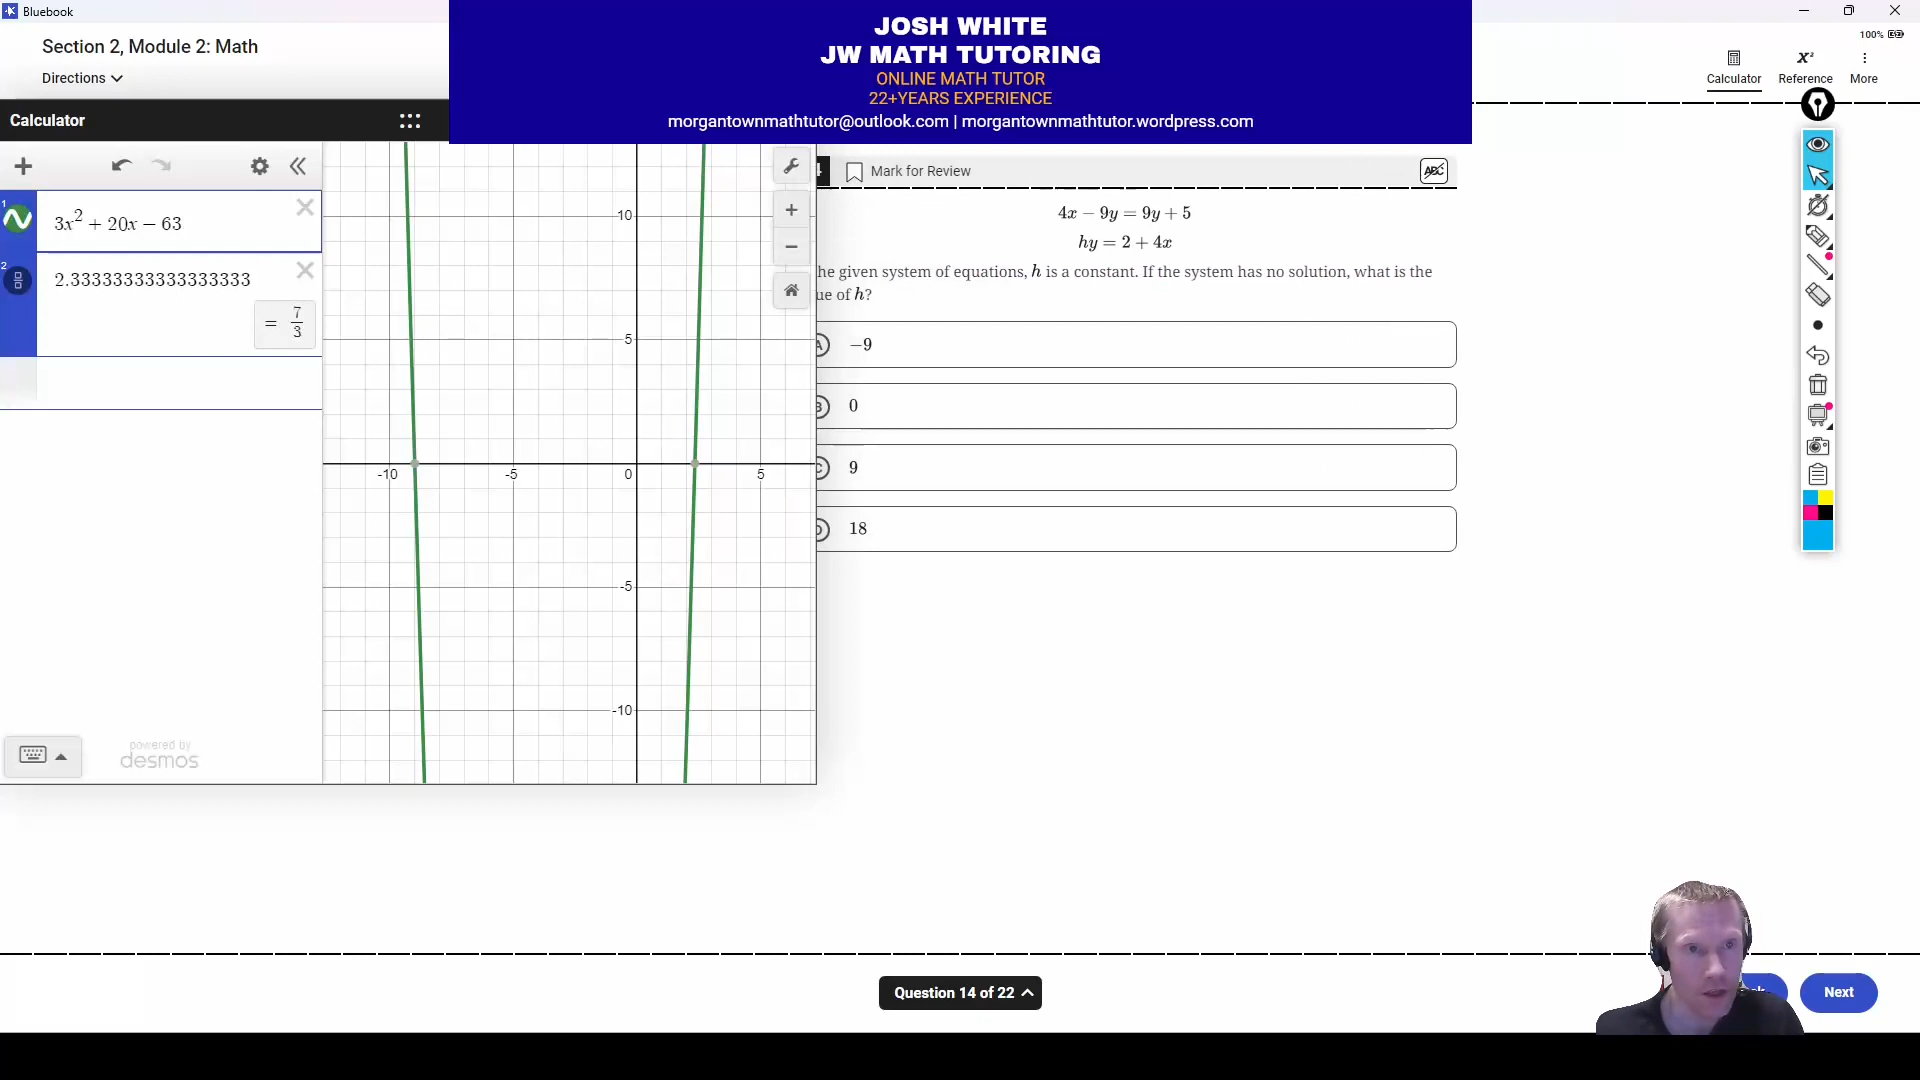 Bluebook
Section 2, Module 2: Math
Directions
JOSH WHITE
JW MATH TUTORING
ONLINE MATH TUTOR
22+YEARS EXPERIENCE
morgantownmathtutor@outlook.com | morgantownmathtutor.wordpress.com
100%
Calculator
Reference
More
Calculator
Mark for Review
ABC
4x − 9y = 9y + 5
hy = 2 + 4x
he given system of equations, h is a constant. If the system has no solution, what is the
ue of h?
A −9
B 0
C 9
D 18
1
3x² + 20x − 63
2
2.33333333333333333
= 7/3
10
5
-10
-5
0
5
-5
-10
powered by
desmos
Question 14 of 22
Next